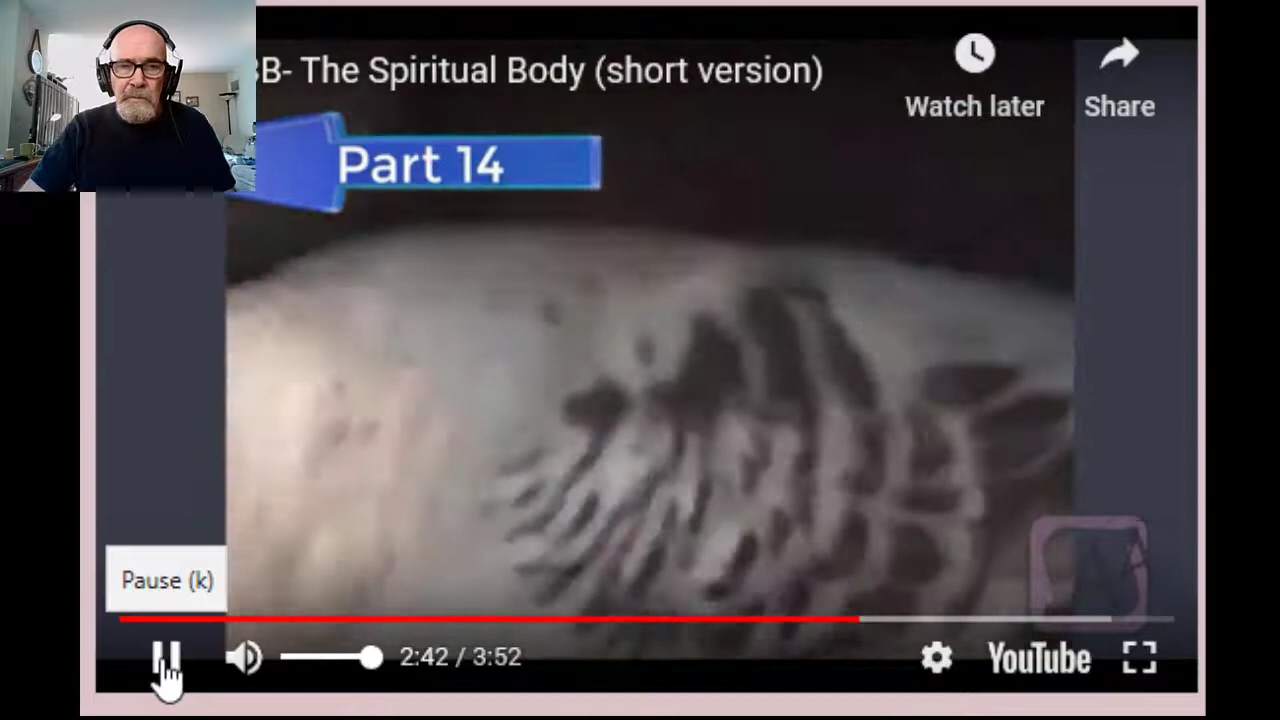 B- The Spiritual Body (short version)
Watch later
Share
Part 14
Pause (k)
2:42 / 3:52
YouTube